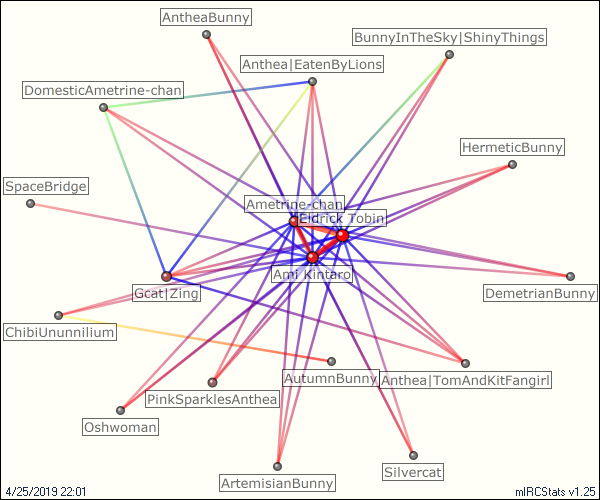 AntheaBunny
BunnyInTheSky|ShinyThings
Anthea|EatenByLions
DomesticAmetrine-chan
HermeticBunny
SpaceBridge
Ametrine-chan
Eldrick Tobin
Ami Kintaro
Gcat|Zing
DemetrianBunny
ChibiUnunnilium
AutumnBunny
Anthea|TomAndKitFangirl
PinkSparklesAnthea
Oshwoman
Silvercat
ArtemisianBunny
4/25/2019 22:01
mIRCStats v1.25